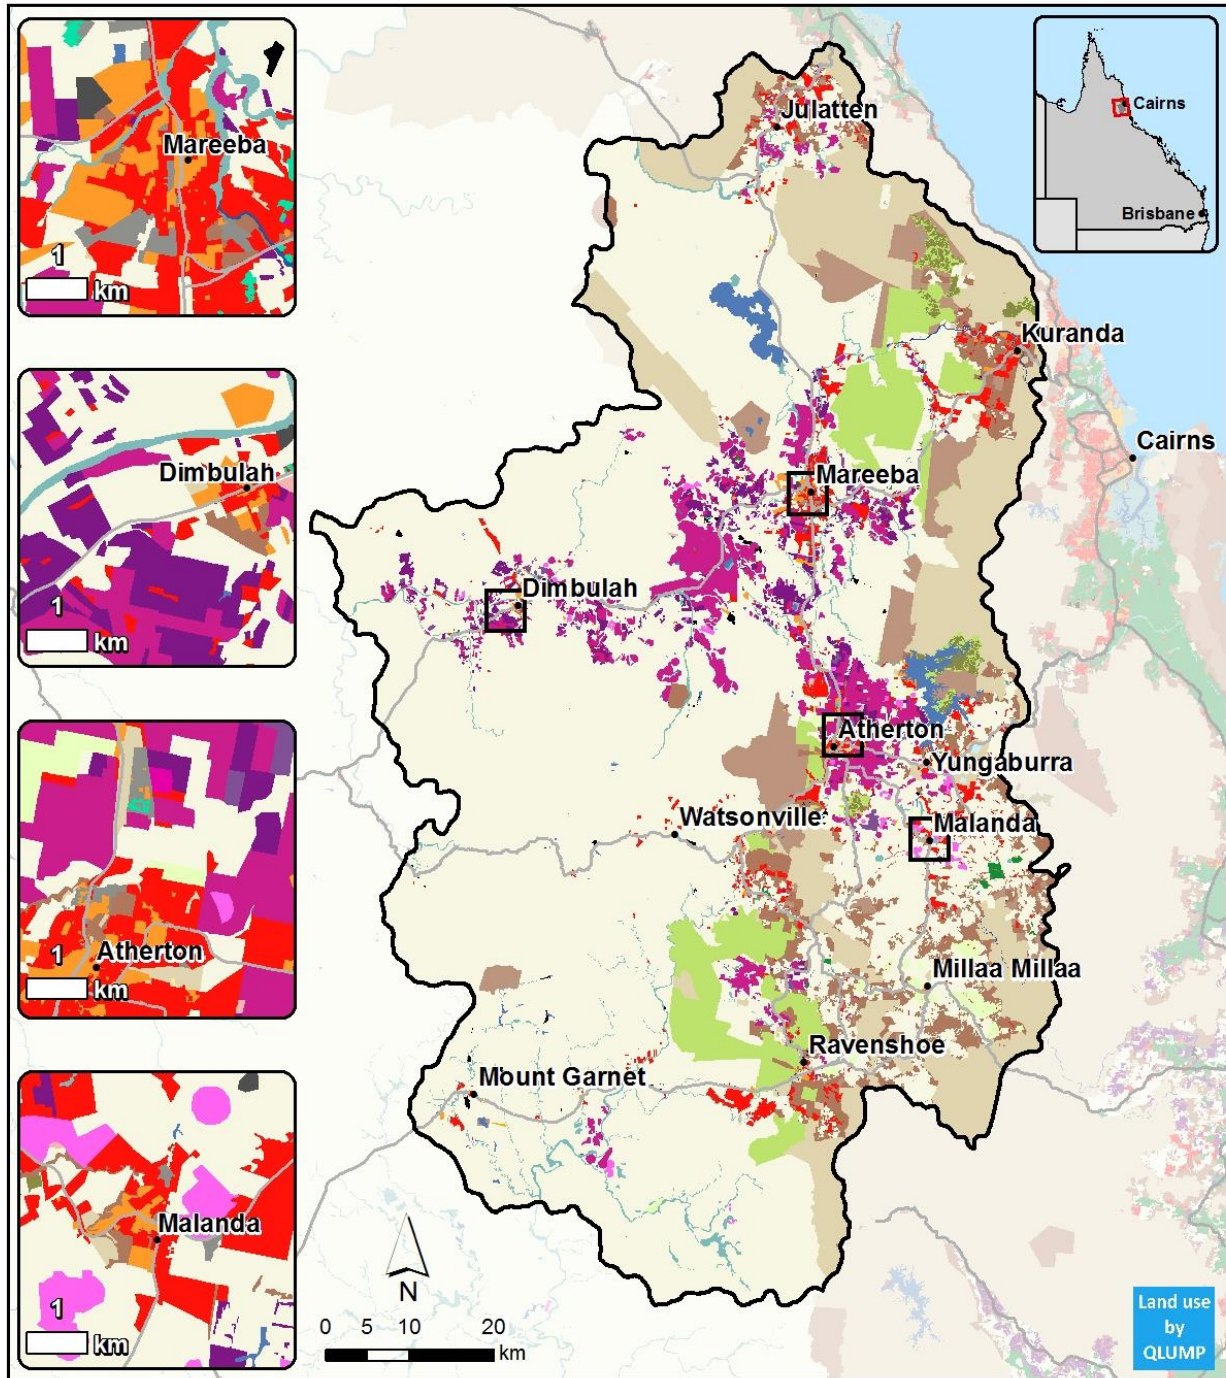 Mareeba
1
km
Dimbulah
1
km
Atherton
1
km
Malanda
1
km
Julatten
Kuranda
Cairns
Mareeba
Dimbulah
Atherton
Yungaburra
Watsonville
Malanda
Millaa Millaa
Ravenshoe
Mount Garnet
Cairns
Brisbane
N
0 5 10 20
km
Land use
by
QLUMP